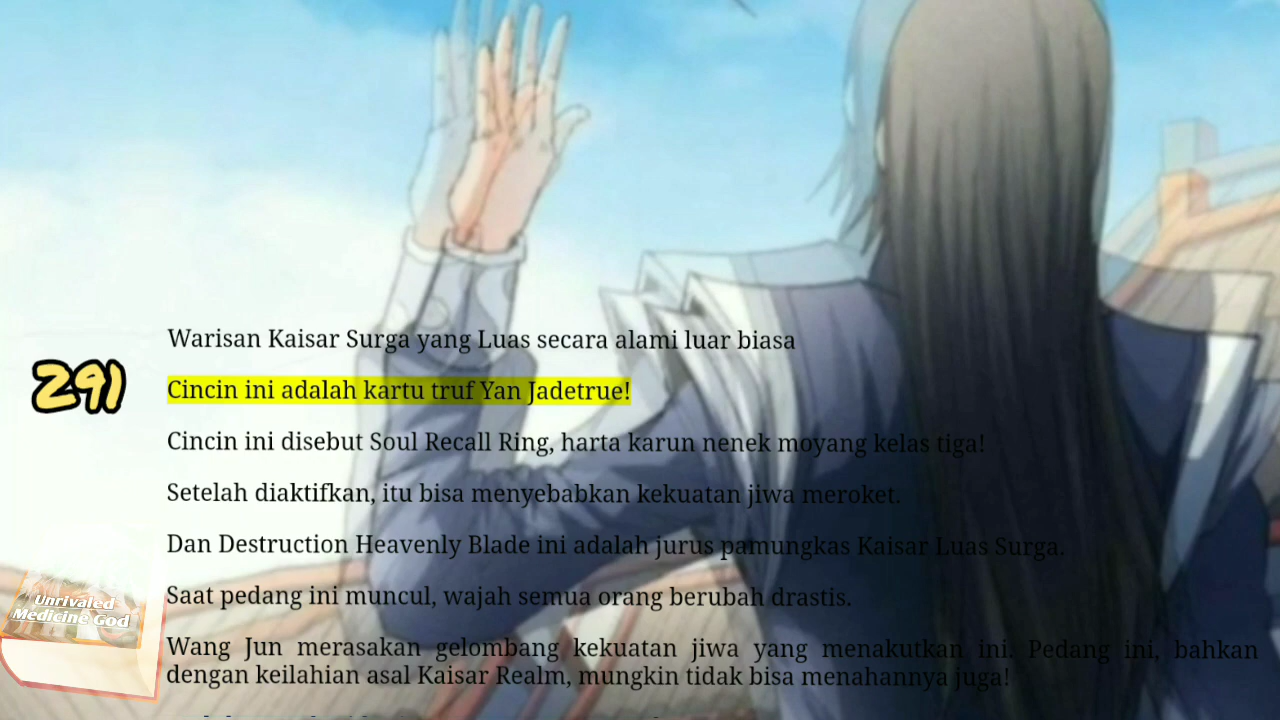 Warisan Kaisar Surga yang Luas secara alami luar biasa
291
Cincin ini adalah kartu truf Yan Jadetrue!
Cincin ini disebut Soul Recall Ring, harta karun nenek moyang kelas tiga!
Setelah diaktifkan, itu bisa menyebabkan kekuatan jiwa meroket.
Dan Destruction Heavenly Blade ini adalah jurus pamungkas Kaisar Luas Surga.
Saat pedang ini muncul, wajah semua orang berubah drastis.
Unrivaled
Medicine God
Wang Jun merasakan gelombang kekuatan jiwa yang menakutkan ini. Pedang ini, bahkan
dengan keilahian asal Kaisar Realm, mungkin tidak bisa menahannya juga!